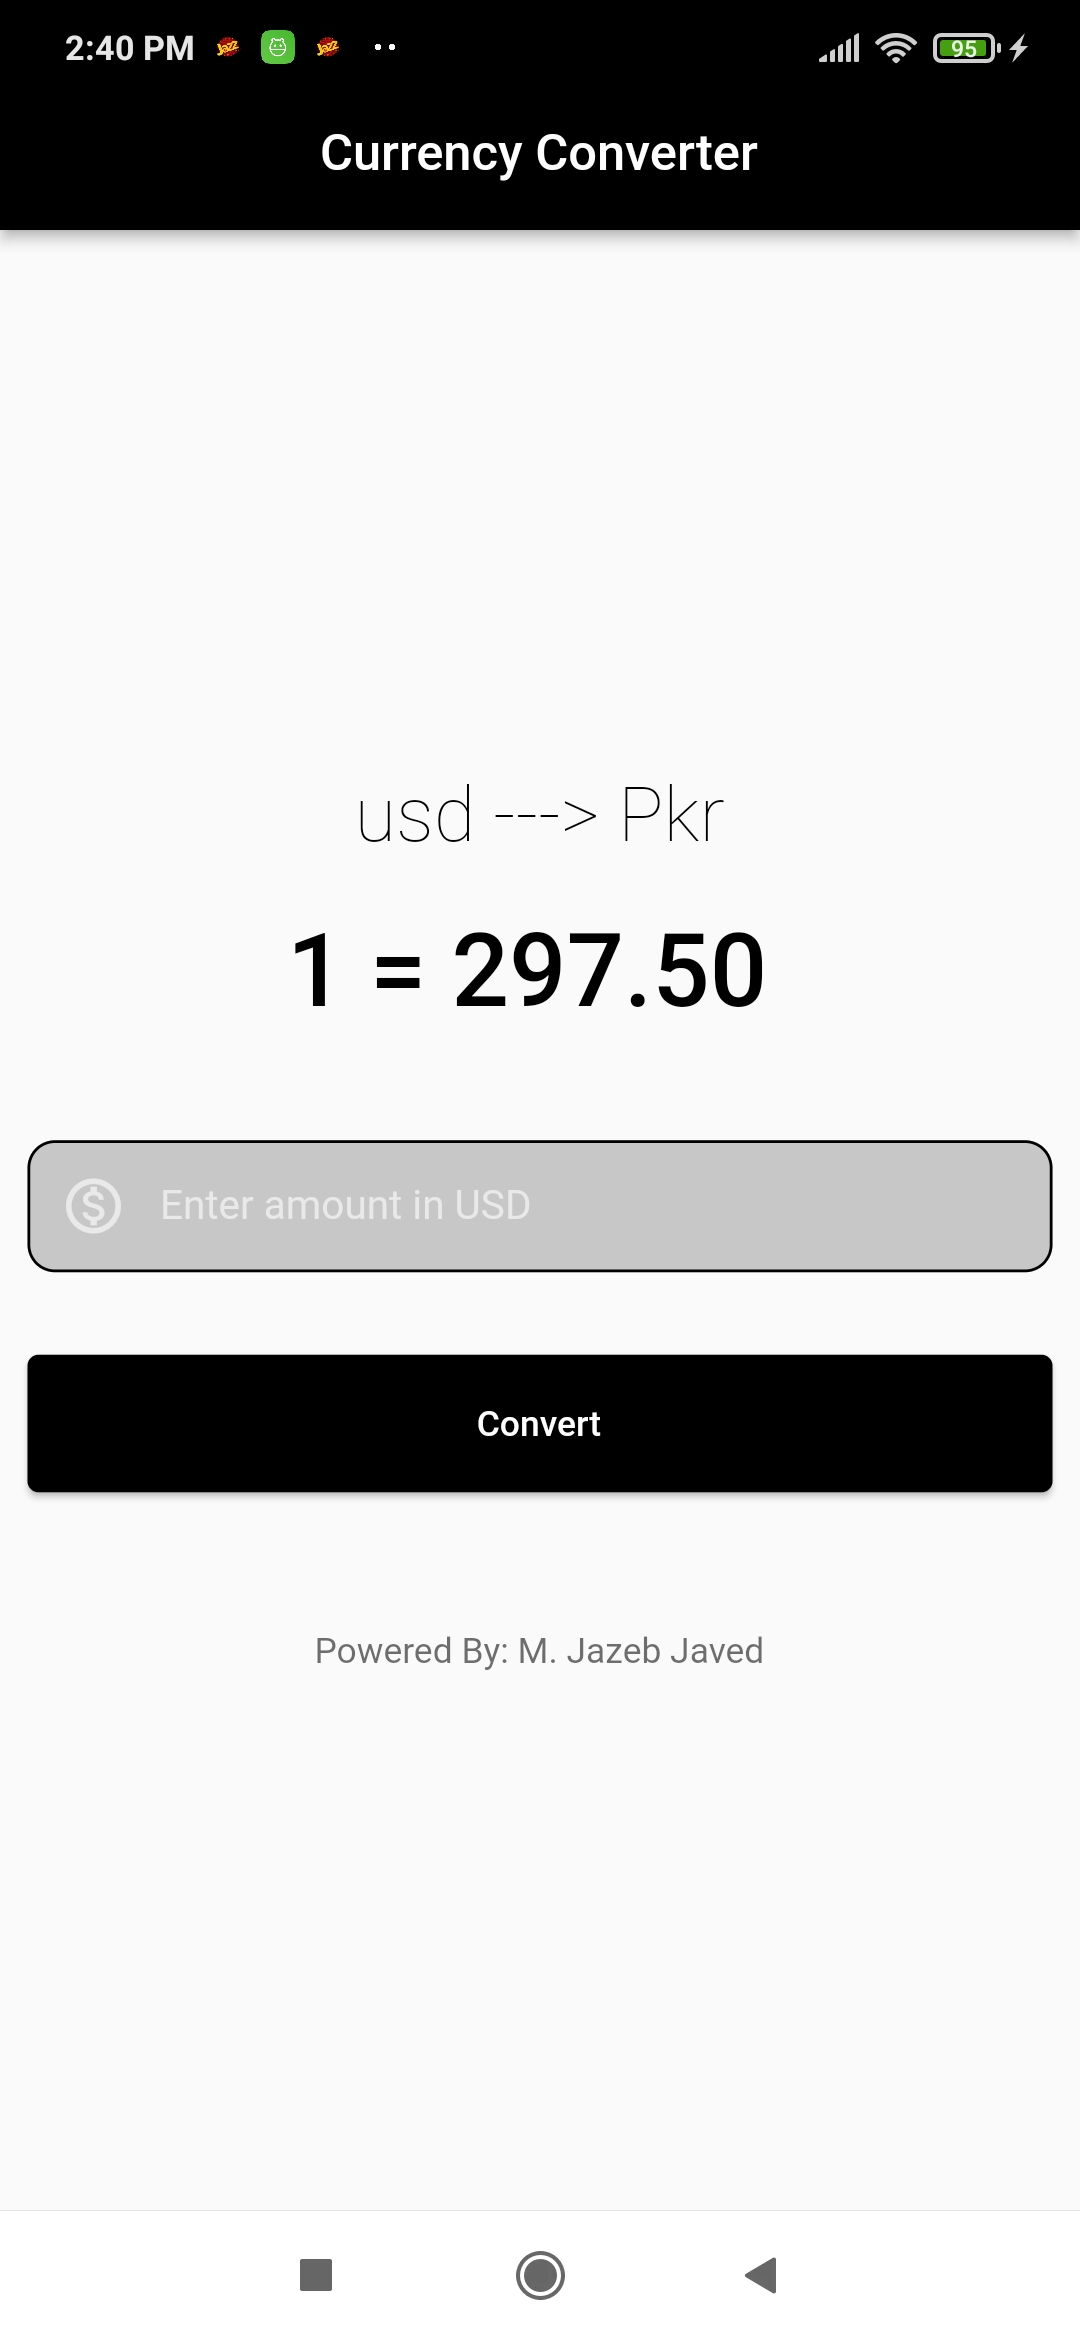 2:40 PM Jazz Jazz 95
Currency Converter
usd ---> Pkr
1 = 297.50
Enter amount in USD
Convert
Powered By: M. Jazeb Javed